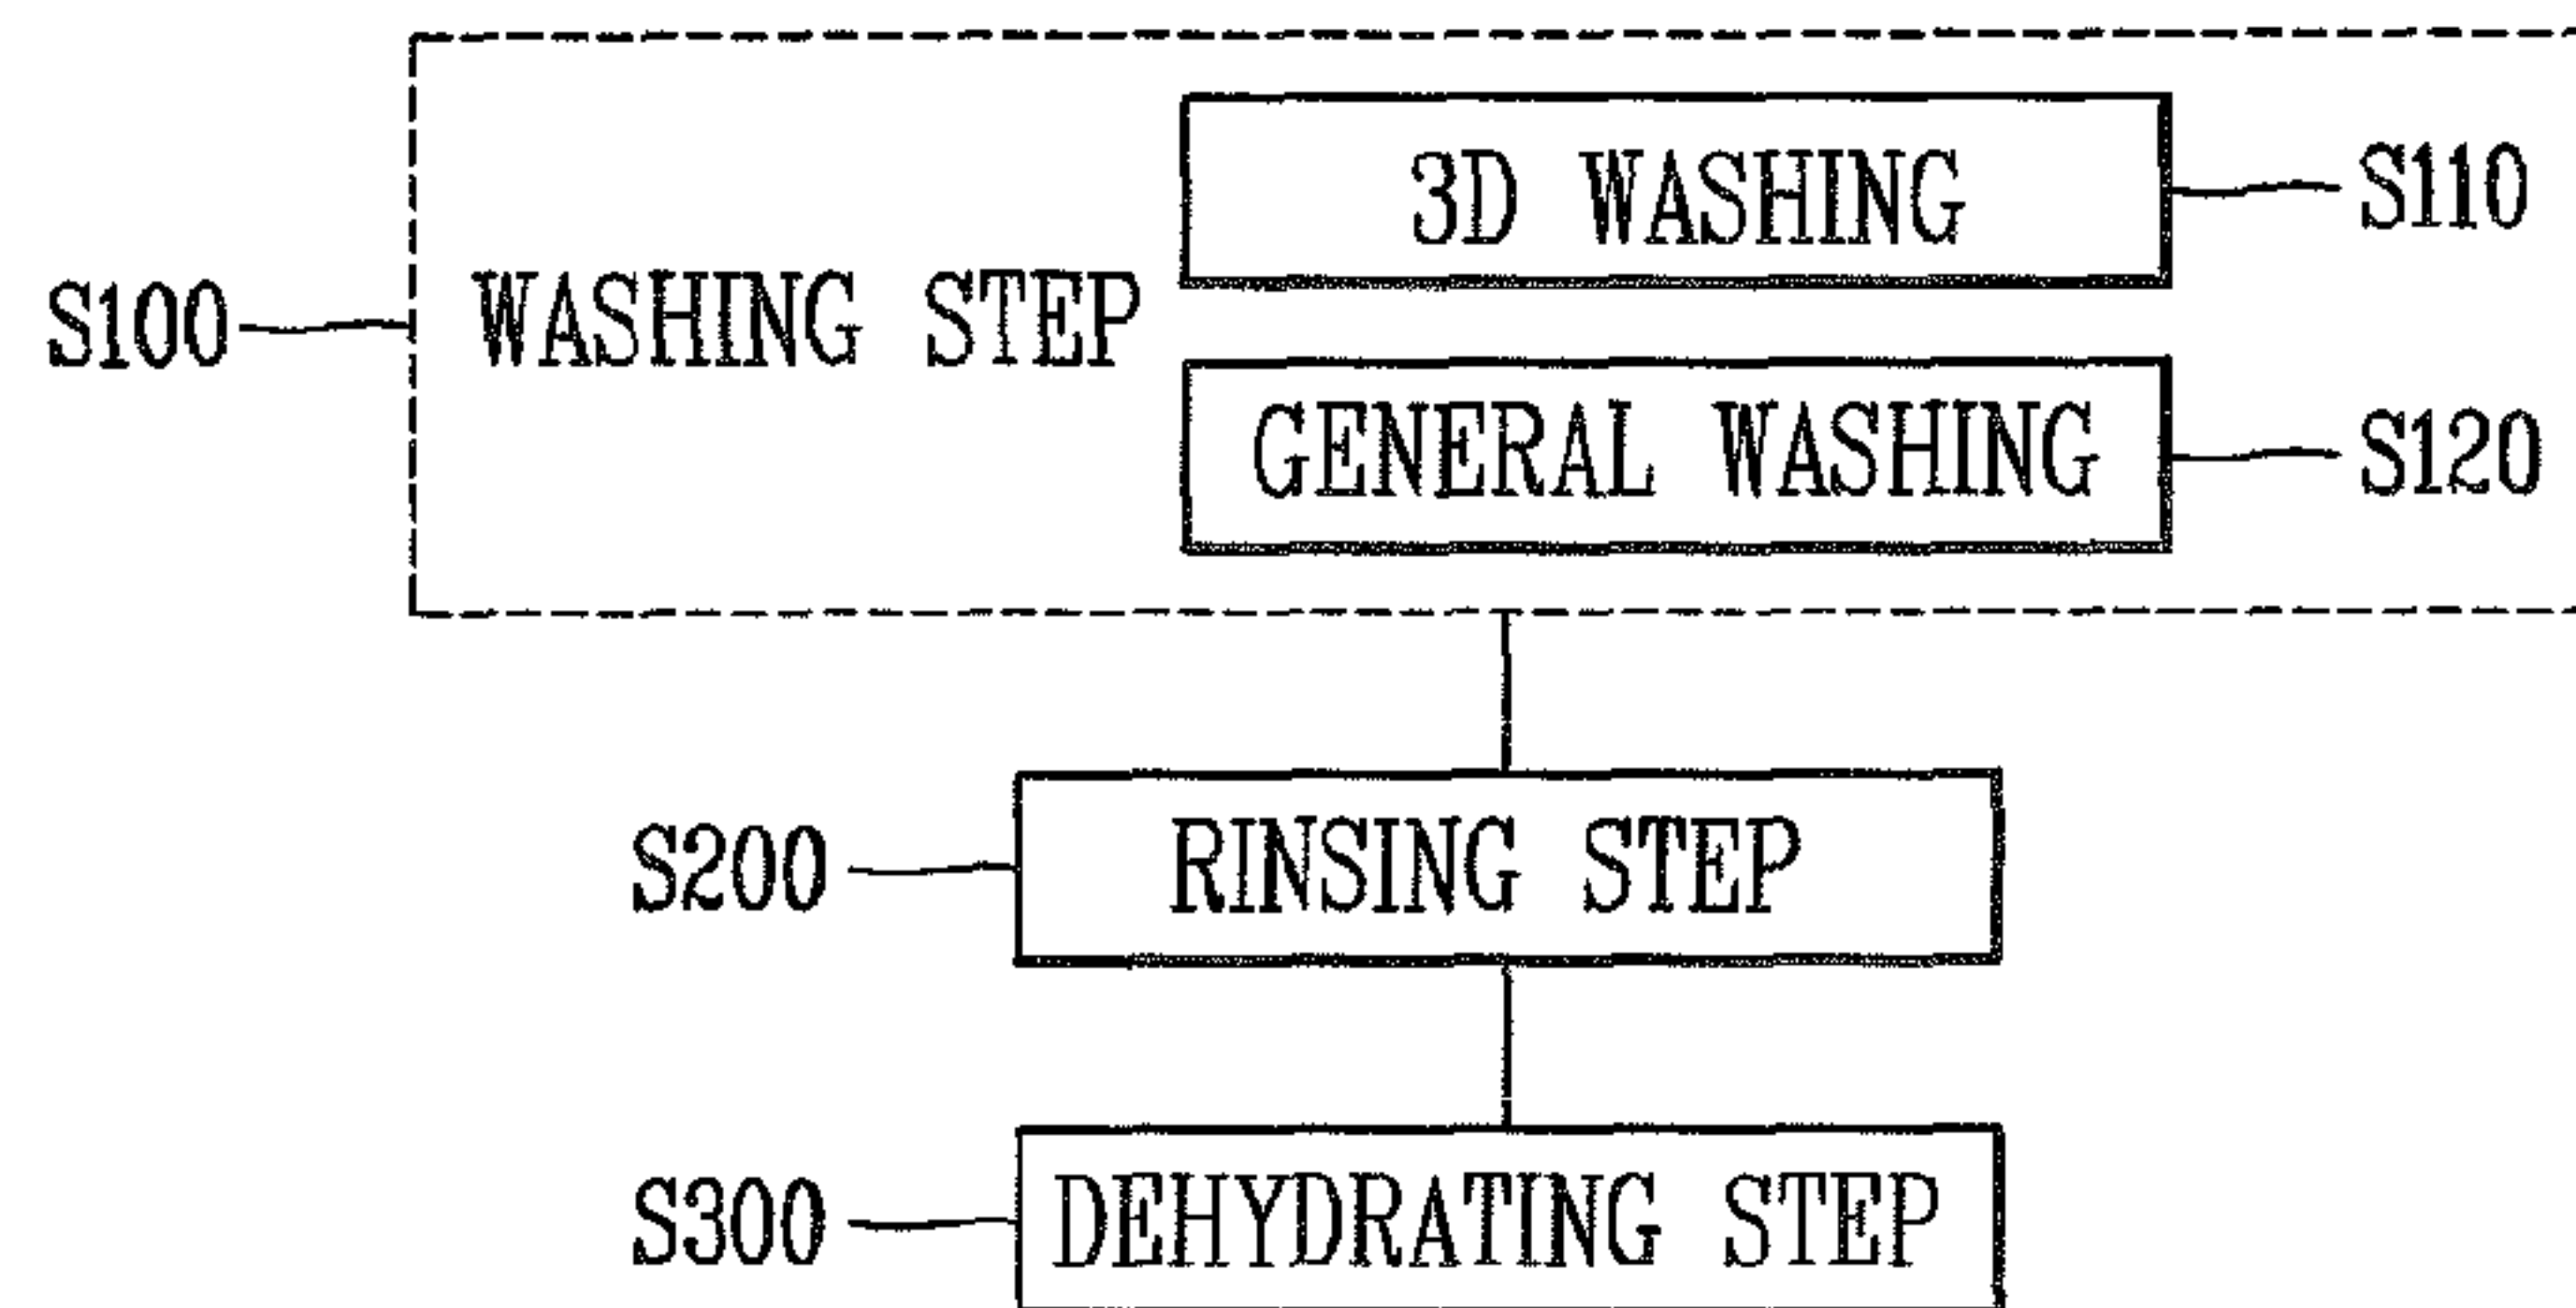 3D WASHING S110
S100 WASHING STEP
GENERAL WASHING S120
S200 RINSING STEP
S300 DEHYDRATING STEP